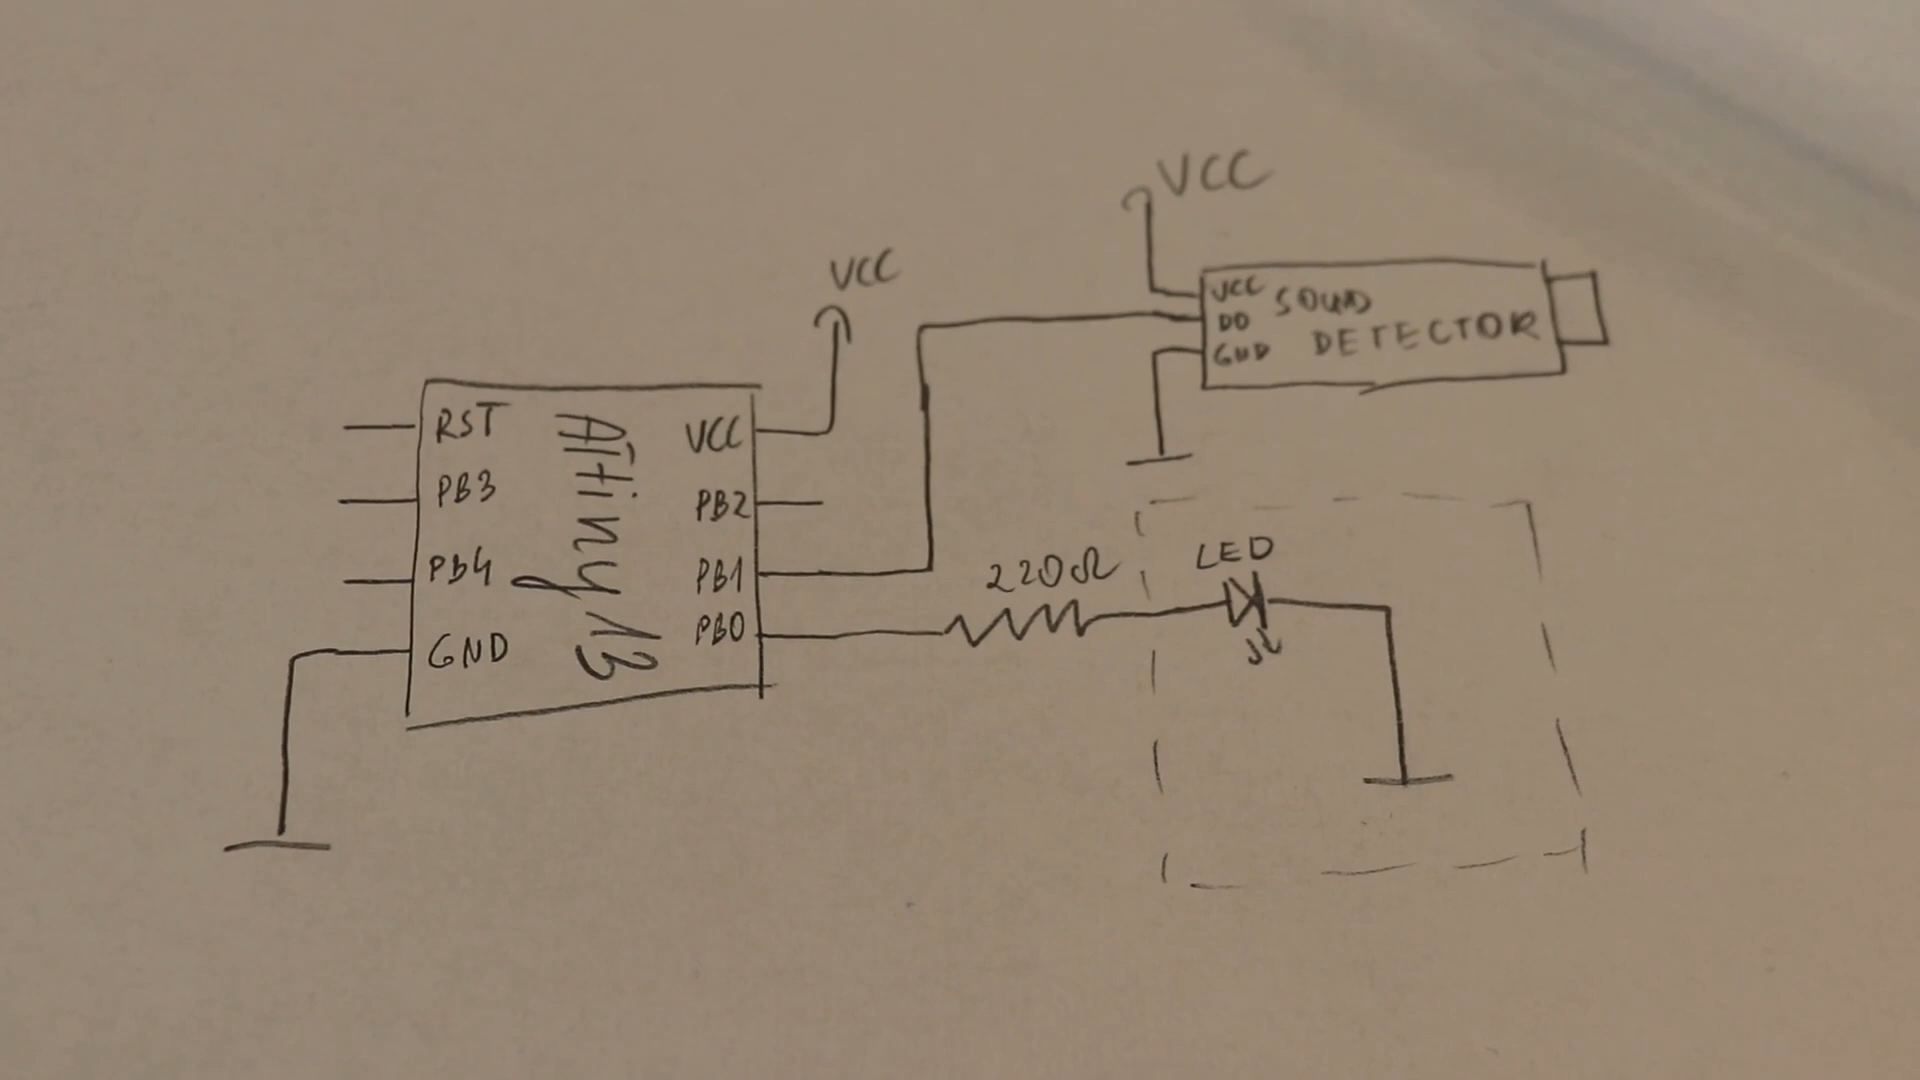 VCC
VCC
VCC SOUND
DO DETECTOR
GND
RST
PB3
PB4
GND
ATtiny13
VCC
PB2
PB1
PB0
220Ω
LED